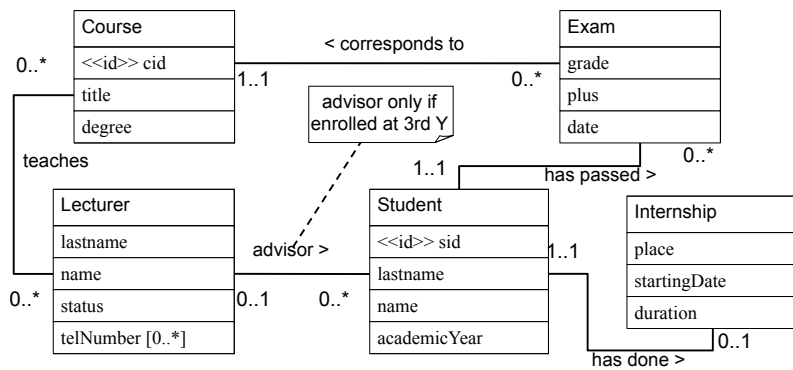 Course
<<id>> cid
title
degree
< corresponds to
0..*
1..1
0..*
Exam
grade
plus
date
advisor only if
enrolled at 3rd Y
teaches
1..1
has passed >
0..*
Lecturer
lastname
name
status
telNumber [0..*]
0..*
advisor >
0..1
0..*
Student
<<id>> sid
lastname
name
academicYear
1..1
Internship
place
startingDate
duration
0..1
has done >